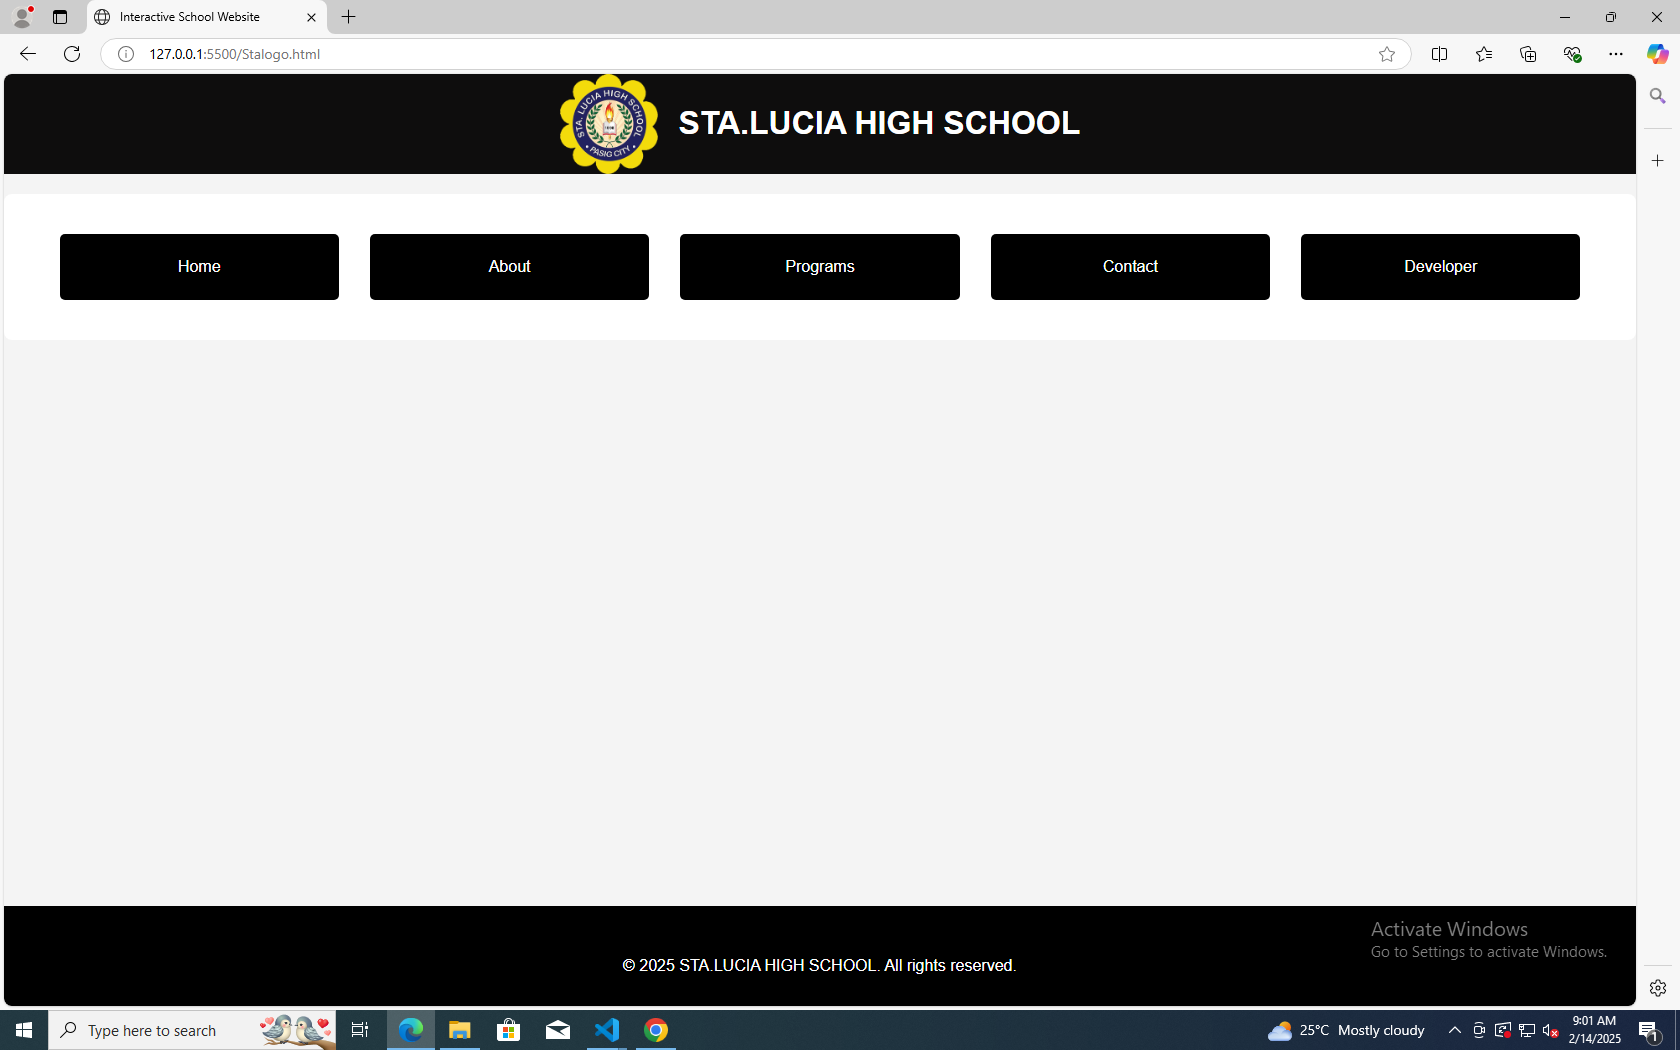 Interactive School Website
127.0.0.1:5500/Stalogo.html
STA. LUCIA HIGH SCHOOL
PASIG CITY
STA.LUCIA HIGH SCHOOL
Home
About
Programs
Contact
Developer
© 2025 STA.LUCIA HIGH SCHOOL. All rights reserved.
Activate Windows
Go to Settings to activate Windows.
Type here to search
25°C Mostly cloudy
9:01 AM
2/14/2025
1